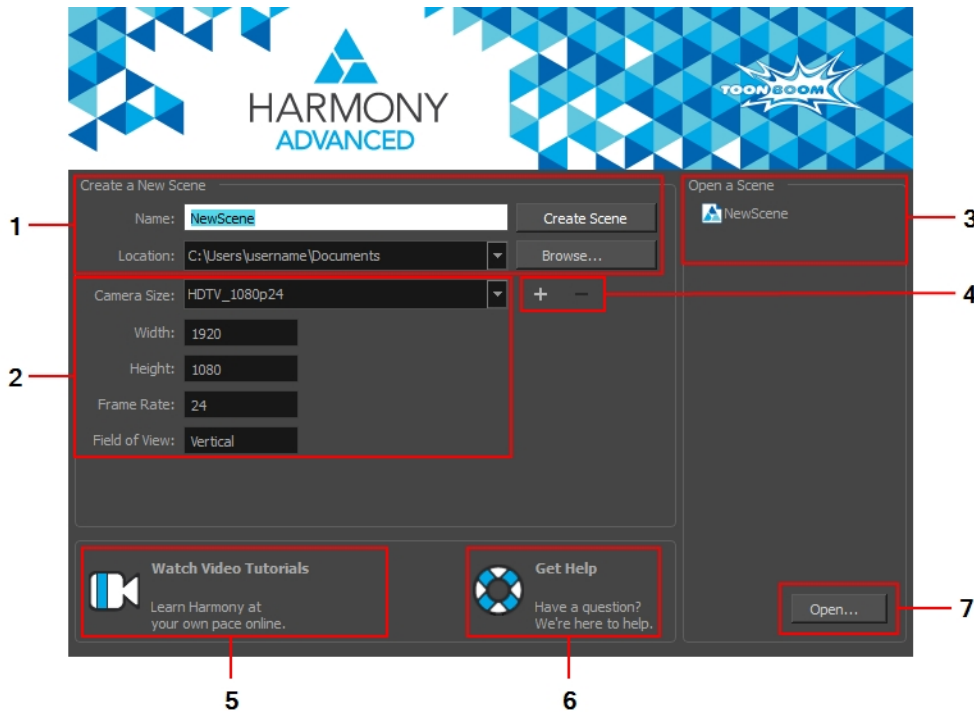 HARMONY
ADVANCED
TOON BOOM
Create a New Scene
Name: NewScene Create Scene
Location: C:\Users\username\Documents Browse...
Camera Size: HDTV_1080p24 + −
Width: 1920
Height: 1080
Frame Rate: 24
Field of View: Vertical
Open a Scene
NewScene
Watch Video Tutorials
Learn Harmony at
your own pace online.
Get Help
Have a question?
We're here to help.
Open...
1
2
3
4
5
6
7